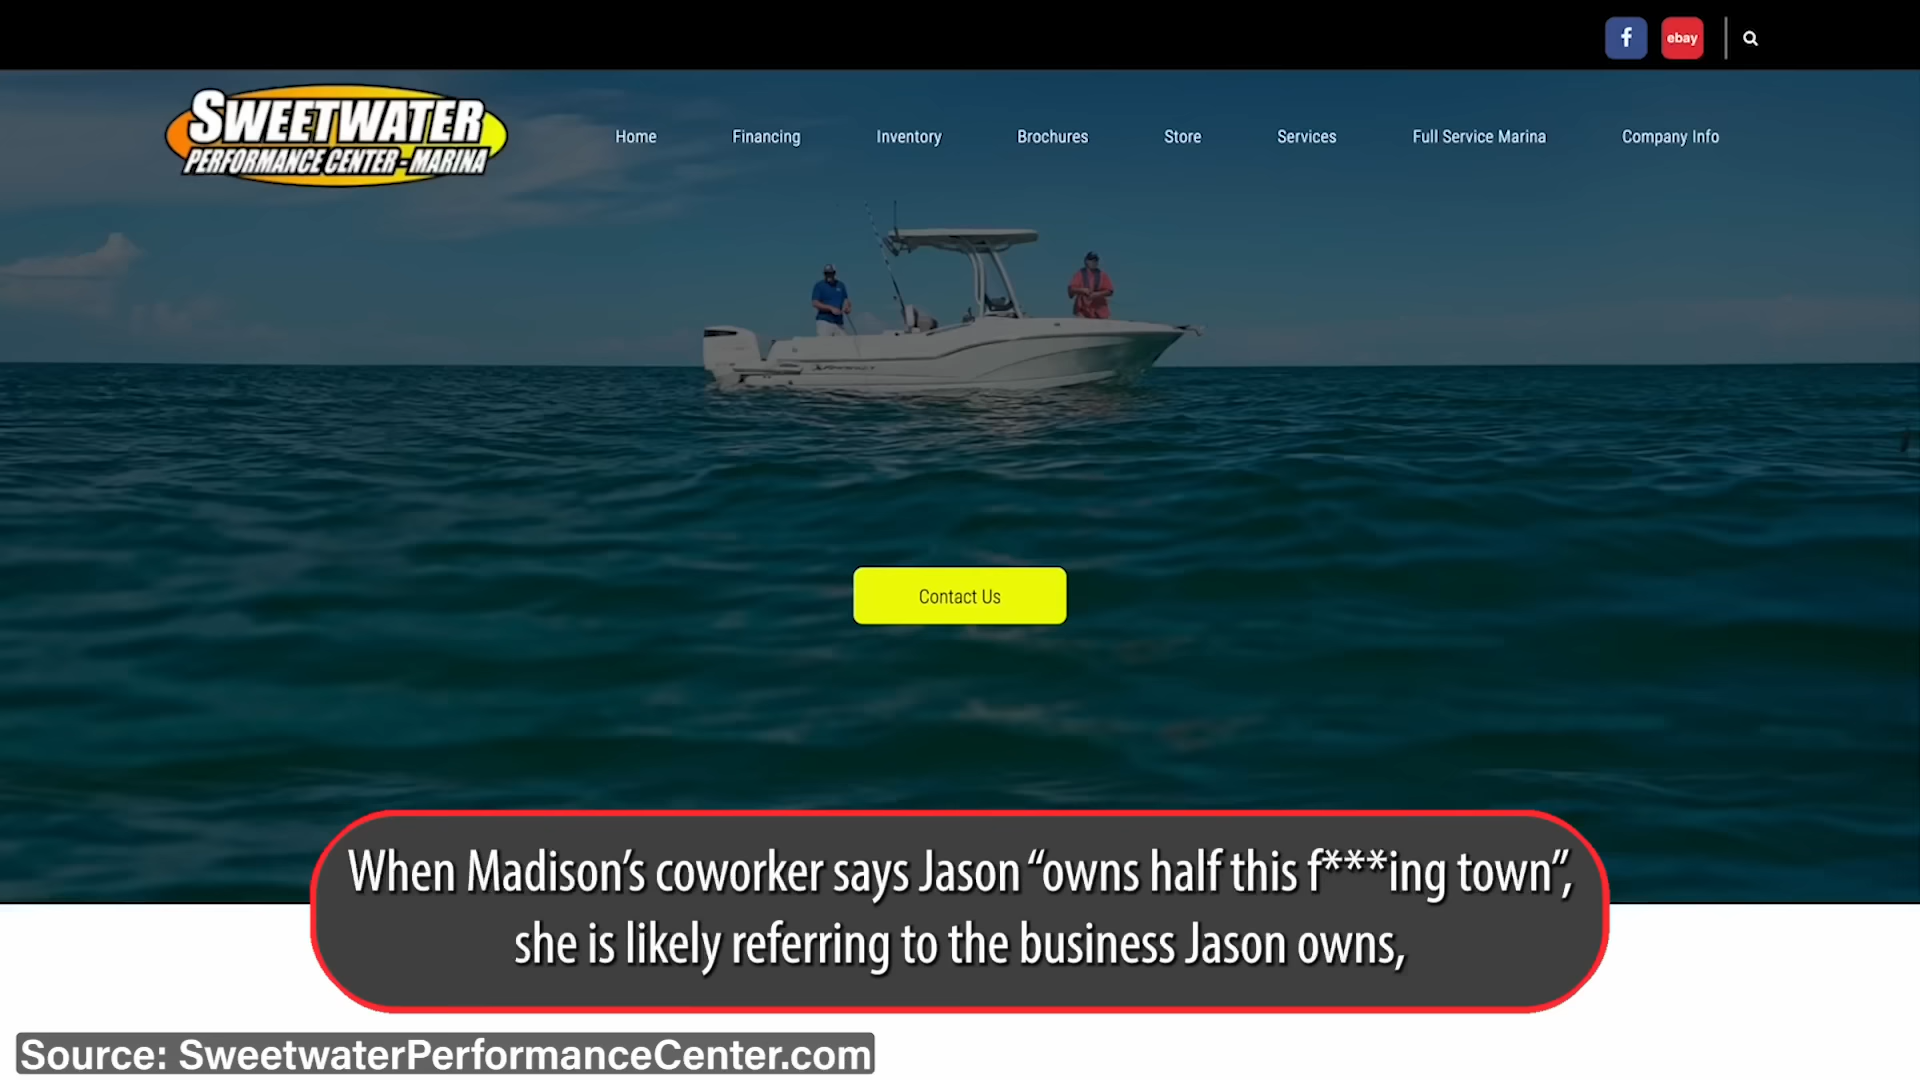 f
ebay
SWEETWATER
PERFORMANCE CENTER - MARINA
Home
Financing
Inventory
Brochures
Store
Services
Full Service Marina
Company Info
Contact Us
When Madison’s coworker says Jason “owns half this f***ing town”,
she is likely referring to the business Jason owns,
Source: SweetwaterPerformanceCenter.com